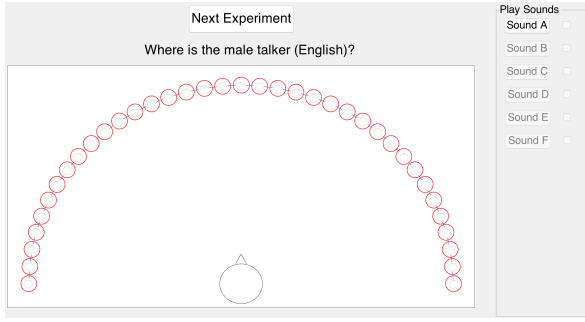 Next Experiment
Where is the male talker (English)?
Play Sounds
Sound A
Sound B
Sound C
Sound D
Sound E
Sound F